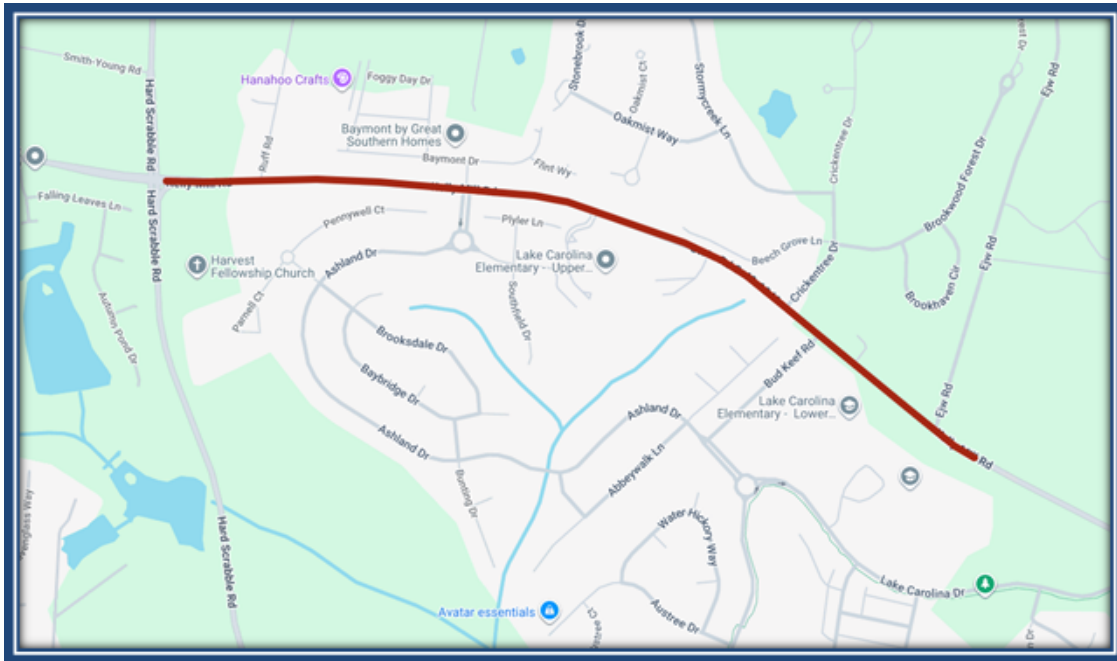 Smith-Young Rd
Hard Scrabble Rd
Hanahoo Crafts
Foggy Day Dr
Stonebrook D
Oakmist Ct
Oakmist Way
Stormycreek Ln
Ejw Rd
Baymont by Great
Southern Homes
Ruff Rd
Baymont Dr
Flint Wy
Crickentree Dr
Brookwood Forest Dr
Falling Leaves Ln
Hard Scrabble Rd
Pennywell Ct
Plyler Ln
Beech Grove Ln
Ejw Rd
Harvest
Fellowship Church
Ashland Dr
Lake Carolina
Elementary - Upper...
Crickentree Dr
Brookhaven Cir
Autumn Pond Dr
Parnell Ct
Southfield Dr
Brooksdale Dr
Baybridge Dr
Bud Keef Rd
Lake Carolina
Elementary - Lower...
Ejw Rd
Ashland Dr
Ashland Dr
Abbeywalk Ln
Rd
Bunting Dr
Hard Scrabble Rd
Water Hickory Way
Lake Carolina Dr
Avatar essentials
Austree Dr